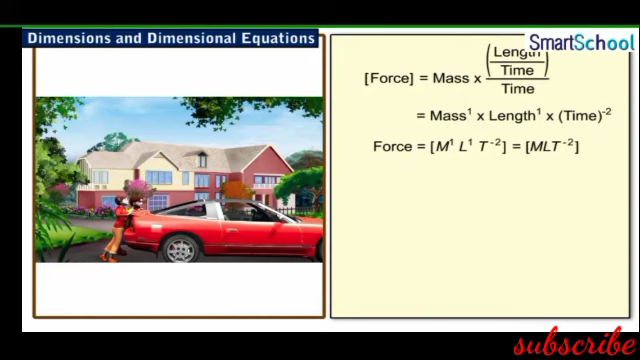 Dimensions and Dimensional Equations
SmartSchool
[Force] = Mass x (Length/Time)/Time
= Mass¹ x Length¹ x (Time)⁻²
Force = [M¹ L¹ T⁻²] = [MLT⁻²]
subscribe